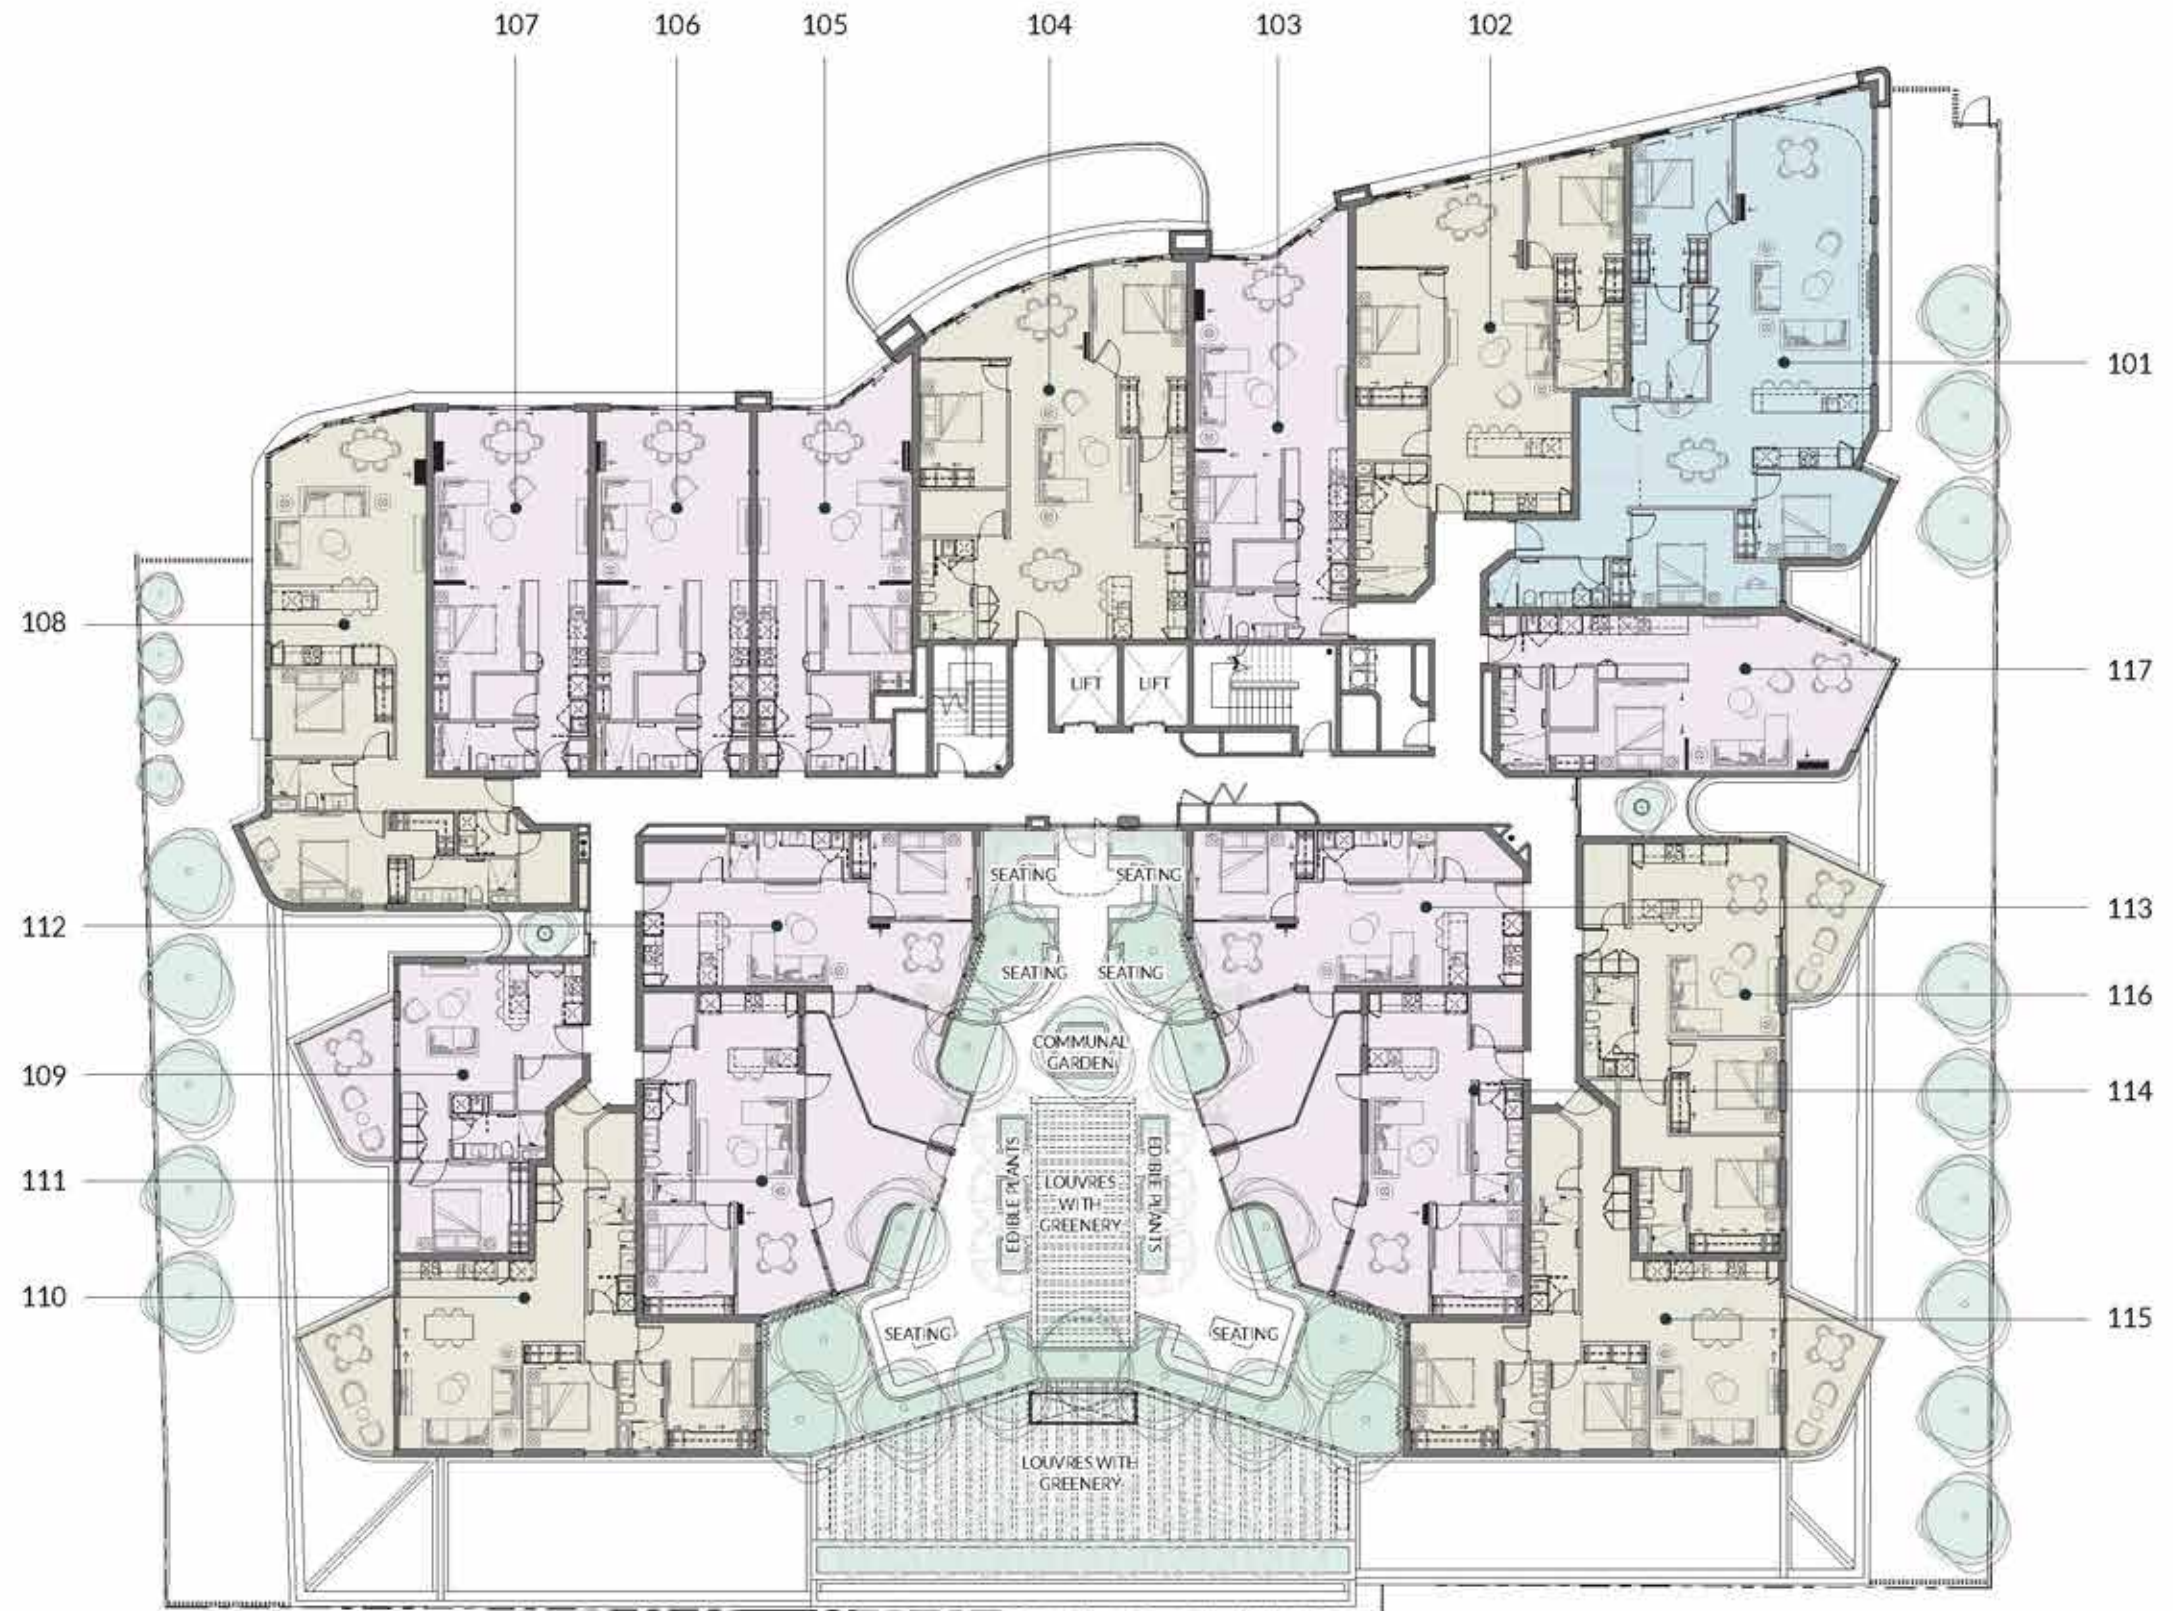 107
106
105
104
103
102
101
108
LIFT
LIFT
117
SEATING
SEATING
112
113
SEATING
SEATING
116
COMMUNAL
GARDEN
109
114
EDIBLE PLANTS
EDIBLE PLANTS
111
LOUVRES
WITH
GREENERY
110
115
SEATING
SEATING
LOUVRES WITH
GREENERY